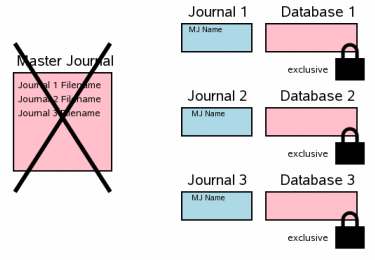 Master Journal
Journal 1 Filename
Journal 2 Filename
Journal 3 Filename
Journal 1
MJ Name
Database 1
exclusive
Journal 2
MJ Name
Database 2
exclusive
Journal 3
MJ Name
Database 3
exclusive